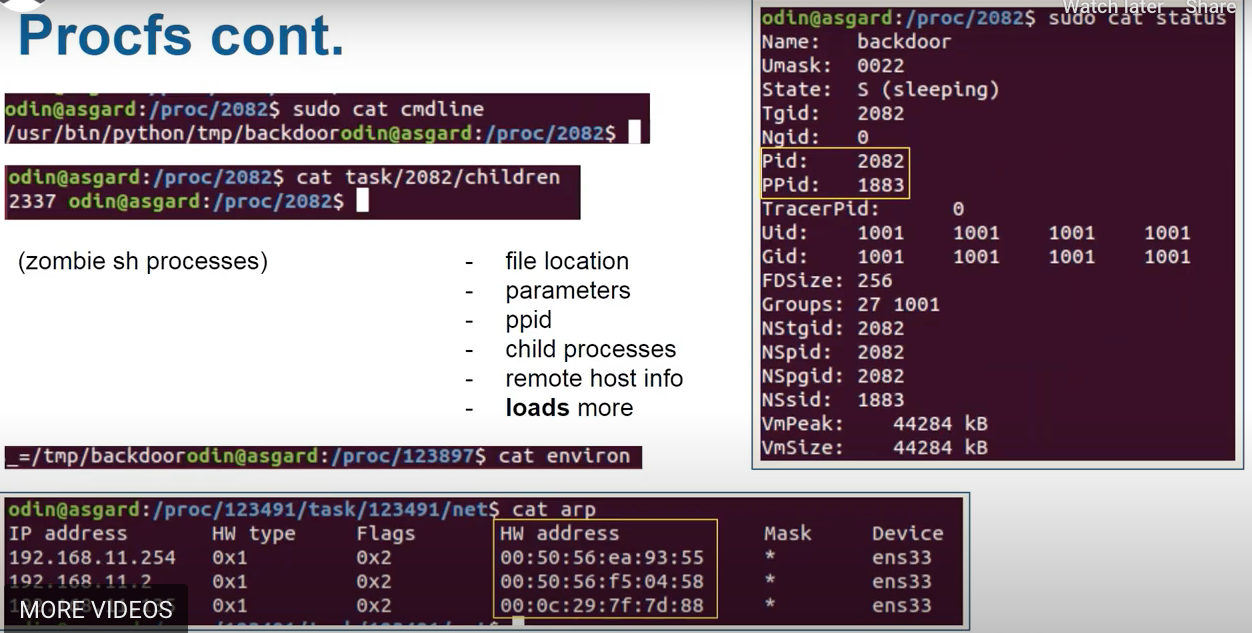 Procfs cont.
odin@asgard:/proc/2082$ sudo cat cmdline
/usr/bin/python/tmp/backdoorodin@asgard:/proc/2082$
odin@asgard:/proc/2082$ cat task/2082/children
2337 odin@asgard:/proc/2082$
(zombie sh processes)
- file location
- parameters
- ppid
- child processes
- remote host info
- loads more
_=/tmp/backdoorodin@asgard:/proc/123897$ cat environ
odin@asgard:/proc/123491/task/123491/net$ cat arp
IP address HW type Flags HW address Mask Device
192.168.11.254 0x1 0x2 00:50:56:ea:93:55 * ens33
192.168.11.2 0x1 0x2 00:50:56:f5:04:58 * ens33
0x1 0x2 00:0c:29:7f:7d:88 * ens33
MORE VIDEOS
Watch later Share
odin@asgard:/proc/2082$ sudo cat status
Name: backdoor
Umask: 0022
State: S (sleeping)
Tgid: 2082
Ngid: 0
Pid: 2082
PPid: 1883
TracerPid: 0
Uid: 1001 1001 1001 1001
Gid: 1001 1001 1001 1001
FDSize: 256
Groups: 27 1001
NStgid: 2082
NSpid: 2082
NSpgid: 2082
NSsid: 1883
VmPeak: 44284 kB
VmSize: 44284 kB